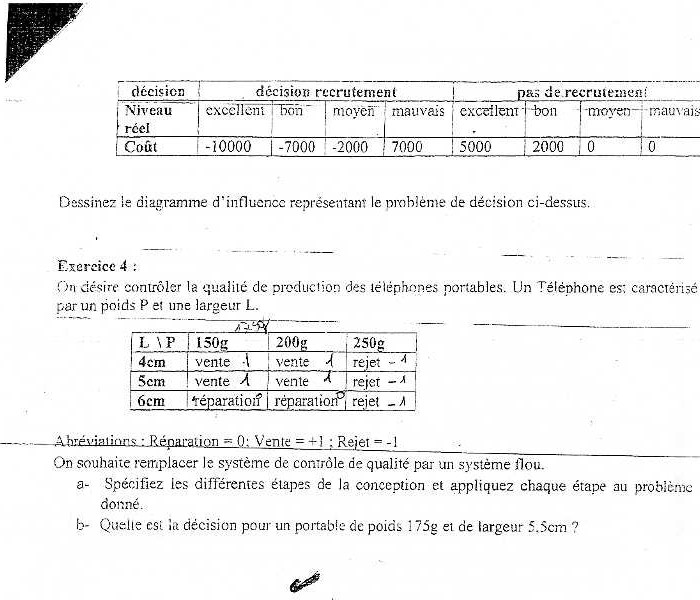 décision décision recrutement pas de recrutement
Niveau réel excellent bon moyen mauvais excellent bon moyen mauvais
Coût -10000 -7000 -2000 7000 5000 2000 0 0
Dessinez le diagramme d'influence représentant le problème de décision ci-dessus.
Exercice 4 :
On désire contrôler la qualité de production des téléphones portables. Un Téléphone est caractérisé
par un poids P et une largeur L.
L \ P 150g 200g 250g
4cm vente 1 vente 1 rejet -1
5cm vente 1 vente 1 rejet -1
6cm réparation 0 réparation 0 rejet -1
Abréviations : Réparation = 0; Vente = +1 ; Rejet = -1
On souhaite remplacer le système de contrôle de qualité par un système flou.
a- Spécifiez les différentes étapes de la conception et appliquez chaque étape au problème
donné.
b- Quelle est la décision pour un portable de poids 175g et de largeur 5.5cm ?